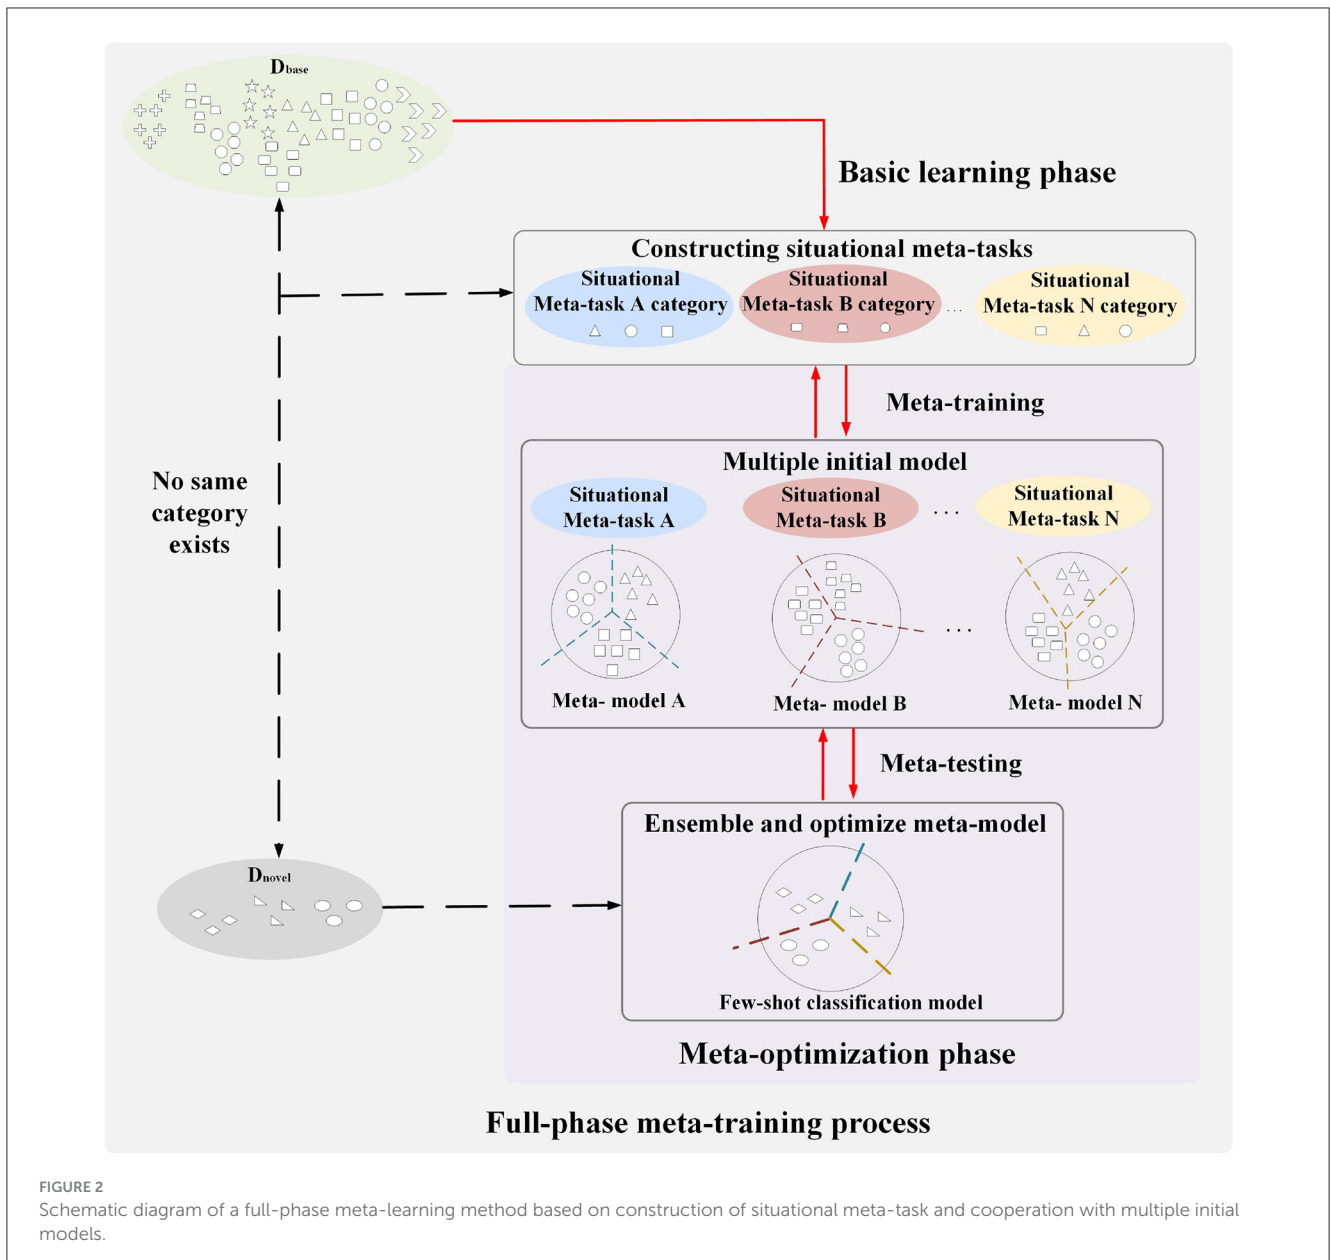 Dbase
Basic learning phase
Constructing situational meta-tasks
Situational
Meta-task A category
Situational
Meta-task B category
...
Situational
Meta-task N category
Meta-training
No same
category
exists
Multiple initial model
Situational
Meta-task A
Situational
Meta-task B
...
Situational
Meta-task N
...
Meta- model A
Meta- model B
Meta- model N
Meta-testing
Ensemble and optimize meta-model
Dnovel
Few-shot classification model
Meta-optimization phase
Full-phase meta-training process
FIGURE 2
Schematic diagram of a full-phase meta-learning method based on construction of situational meta-task and cooperation with multiple initial
models.